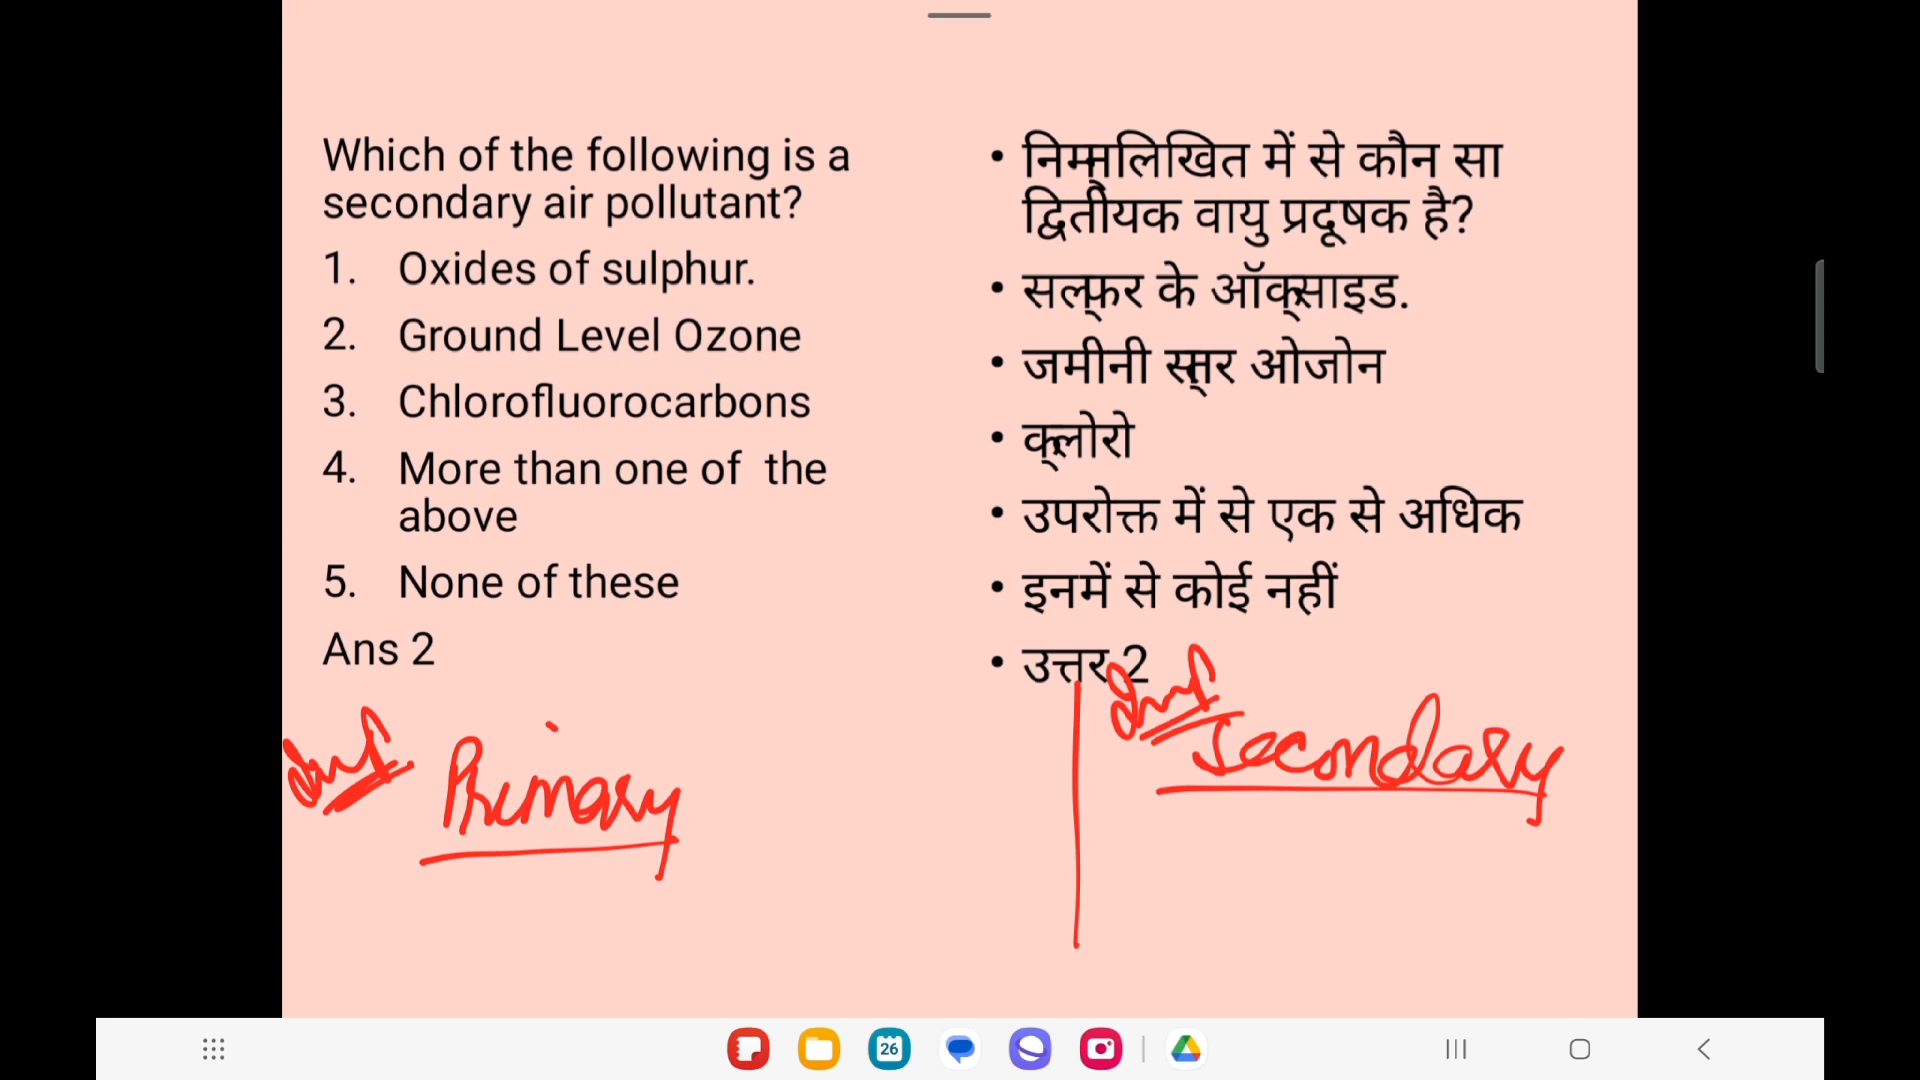 Which of the following is a
secondary air pollutant?
1. Oxides of sulphur.
2. Ground Level Ozone
3. Chlorofluorocarbons
4. More than one of the
above
5. None of these
Ans 2
• निम्नलिखित में से कौन सा
द्वितीयक वायु प्रदूषक है?
• सल्फर के ऑक्साइड.
• जमीनी स्तर ओजोन
• क्लोरो
• उपरोक्त में से एक से अधिक
• इनमें से कोई नहीं
• उत्तर 2
Primary
Secondary
26